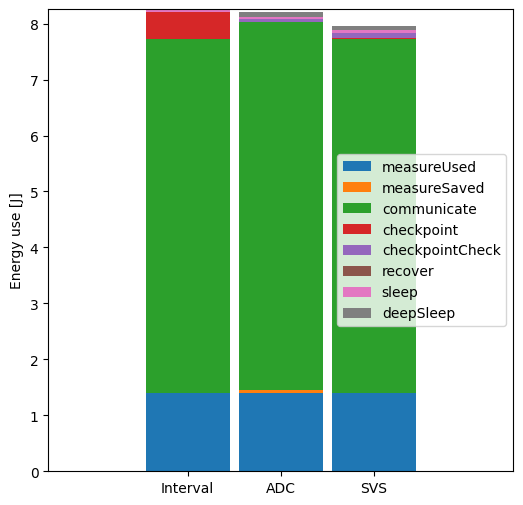 Energy use [J]
8
7
6
5
4
3
2
1
0
measureUsed
measureSaved
communicate
checkpoint
checkpointCheck
recover
sleep
deepSleep
Interval ADC SVS